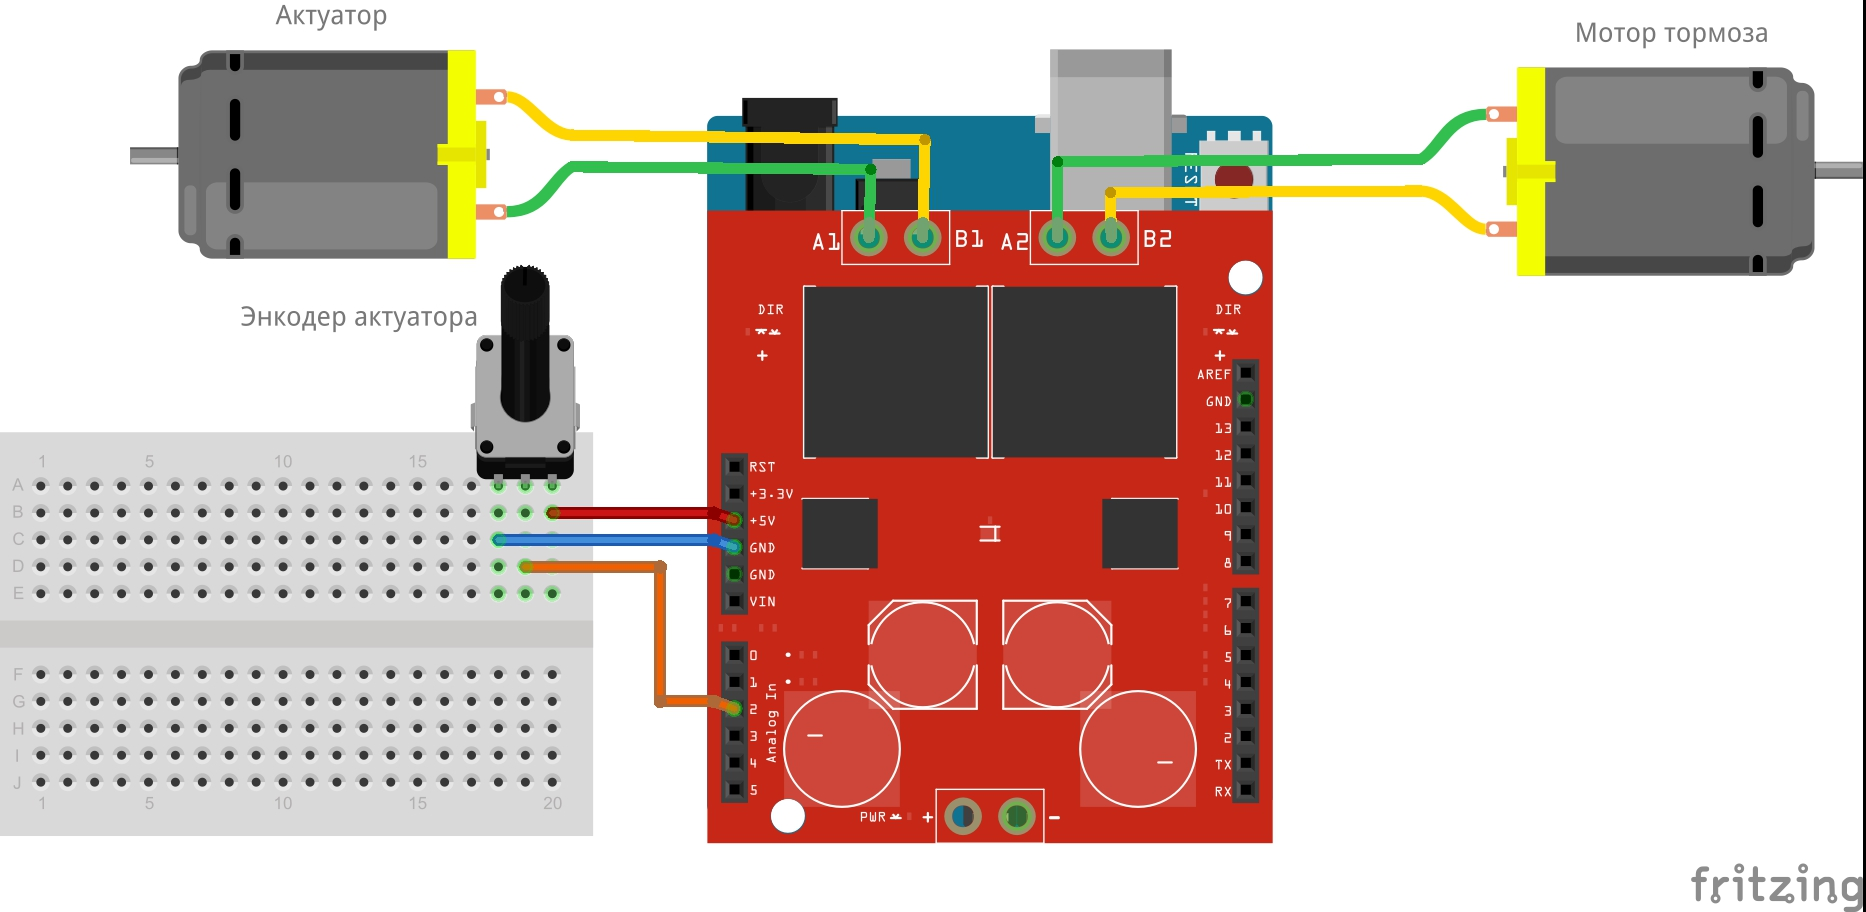 Актуатор
Мотор тормоза
Энкодер актуатора
A1
B1
A2
B2
DIR
+
DIR
+
AREF
GND
13
12
11
10
9
8
7
6
5
4
3
2
TX
RX
RST
+3.3V
+5V
GND
GND
VIN
0
1
2
3
4
5
Analog In
PWR
+
−
1 5 10 15
A
B
C
D
E
F
G
H
I
J
1 5 10 15 20
fritzing